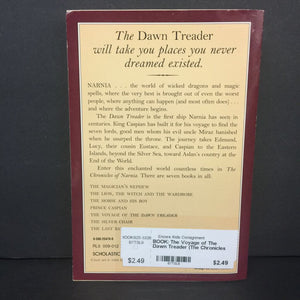 The Dawn Treader
will take you places you never
dreamed existed.
NARNIA . . . the world of wicked dragons and magic
spells, where the very best is brought out of even the worst
people, where anything can happen (and most often does) . . .
and where the adventure begins.
The Dawn Treader is the first ship Narnia has seen in
centuries. King Caspian has built it for his voyage to find the
seven lords, good men whom his evil uncle Miraz banished
when he usurped the throne. The journey takes Edmund,
Lucy, their cousin Eustace, and Caspian to the Eastern
Islands, beyond the Silver Sea, toward Aslan's country at the
End of the World.
Enter this enchanted world countless times in The
Chronicles of Narnia. There are seven books in all:
THE MAGICIAN'S NEPHEW
THE LION, THE WITCH AND THE WARDROBE
THE HORSE AND HIS BOY
PRINCE CASPIAN
THE VOYAGE OF THE DAWN TREADER
THE SILVER CHAIR
THE LAST
RL5 009-012
SCHOLASTIC
$2.49
Encore Kids Consignment
BOOK: The Voyage of The
Dawn Treader (The Chronicles
$2.49